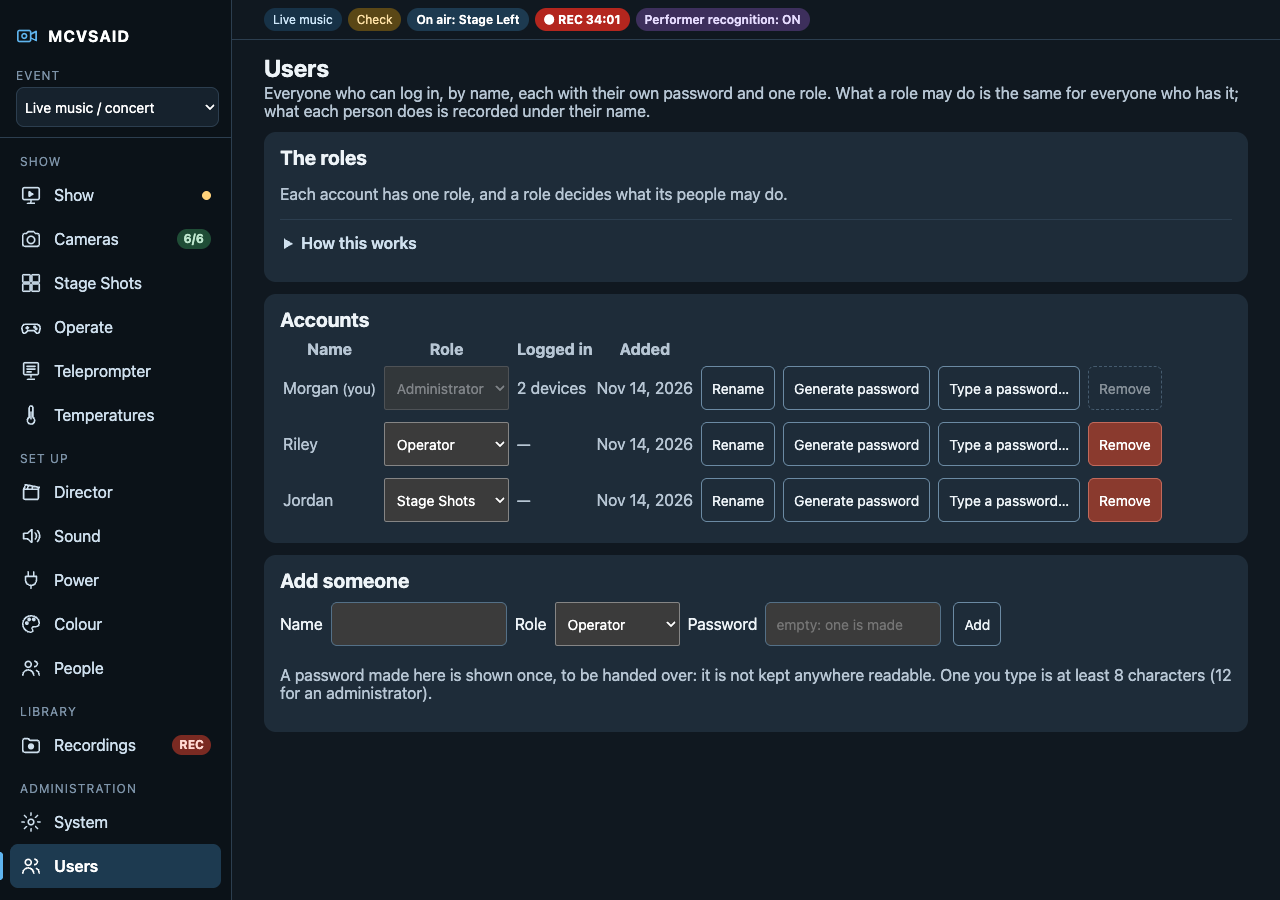 MCVSAID
EVENT
Live music / concert
SHOW
Show
Cameras 6/6
Stage Shots
Operate
Teleprompter
Temperatures
SET UP
Director
Sound
Power
Colour
People
LIBRARY
Recordings REC
ADMINISTRATION
System
Users
Live music Check On air: Stage Left REC 34:01 Performer recognition: ON
Users
Everyone who can log in, by name, each with their own password and one role. What a role may do is the same for everyone who has it;
what each person does is recorded under their name.
The roles
Each account has one role, and a role decides what its people may do.
How this works
Accounts
Name Role Logged in Added
Morgan (you) Administrator 2 devices Nov 14, 2026 Rename Generate password Type a password... Remove
Riley Operator — Nov 14, 2026 Rename Generate password Type a password... Remove
Jordan Stage Shots — Nov 14, 2026 Rename Generate password Type a password... Remove
Add someone
Name Role Operator Password empty: one is made Add
A password made here is shown once, to be handed over: it is not kept anywhere readable. One you type is at least 8 characters (12
for an administrator).